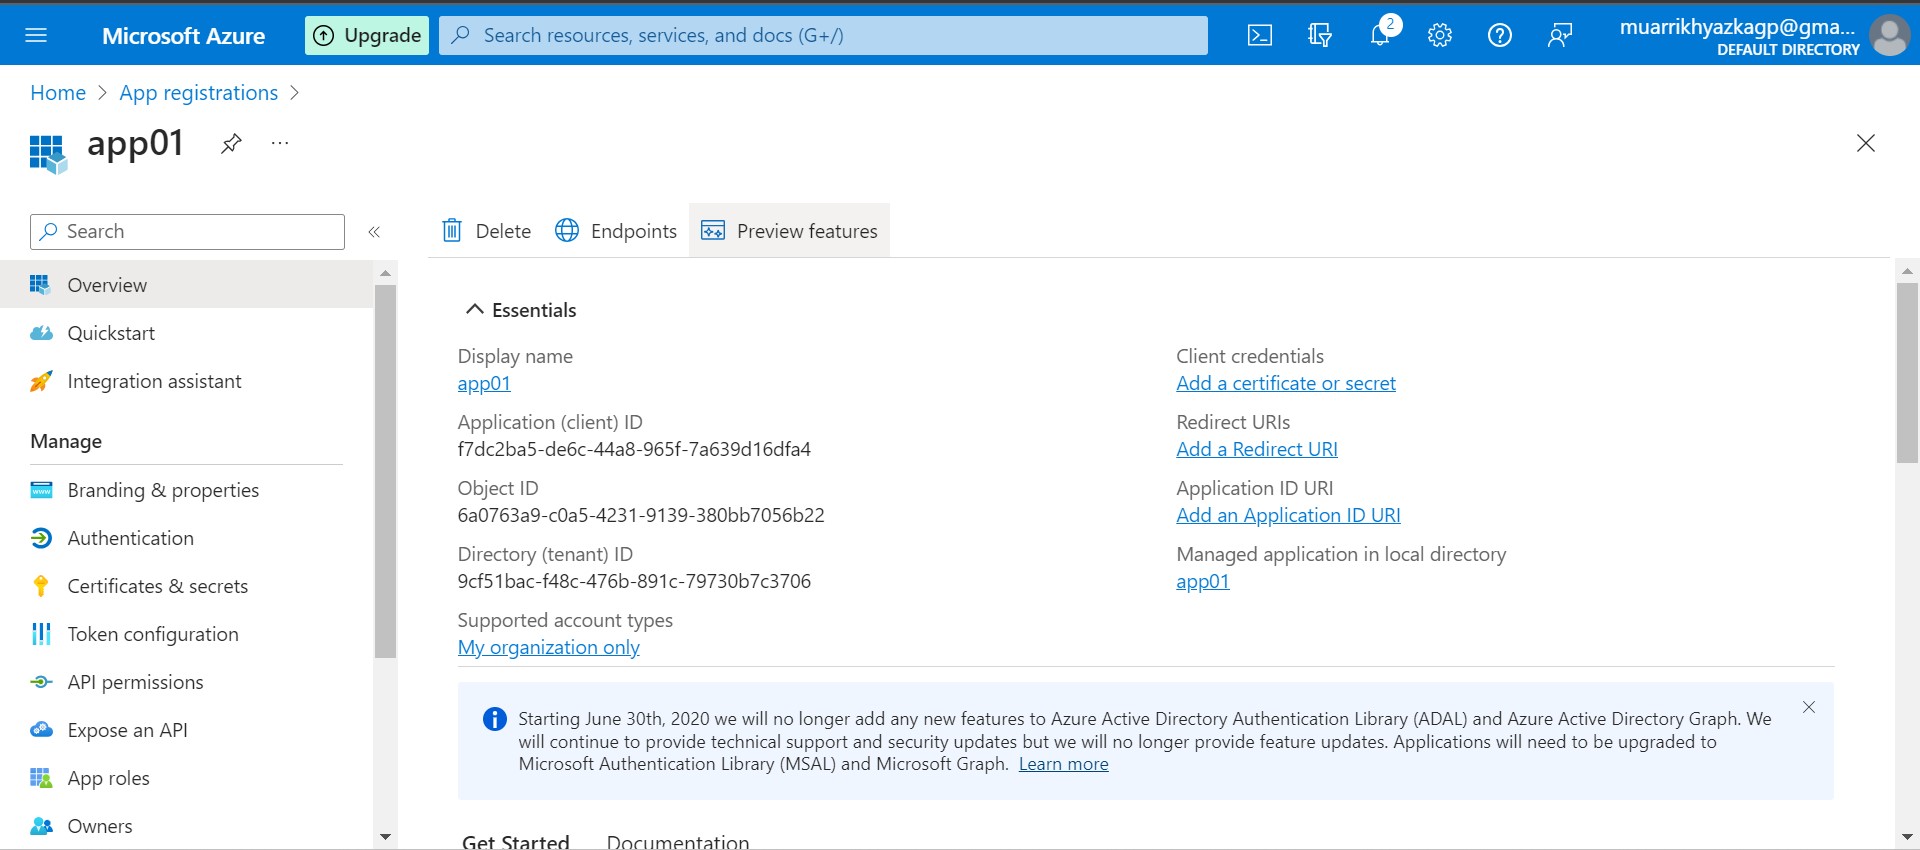 Microsoft Azure
Upgrade
Search resources, services, and docs (G+/)
2
muarrikhyazkagp@gma...
DEFAULT DIRECTORY
Home > App registrations >
app01
...
Search
«
Delete
Endpoints
Preview features
Overview
Quickstart
Integration assistant
Manage
Branding & properties
Authentication
Certificates & secrets
Token configuration
API permissions
Expose an API
App roles
Owners
Essentials
Display name
app01
Application (client) ID
f7dc2ba5-de6c-44a8-965f-7a639d16dfa4
Object ID
6a0763a9-c0a5-4231-9139-380bb7056b22
Directory (tenant) ID
9cf51bac-f48c-476b-891c-79730b7c3706
Supported account types
My organization only
Client credentials
Add a certificate or secret
Redirect URIs
Add a Redirect URI
Application ID URI
Add an Application ID URI
Managed application in local directory
app01
Starting June 30th, 2020 we will no longer add any new features to Azure Active Directory Authentication Library (ADAL) and Azure Active Directory Graph. We
will continue to provide technical support and security updates but we will no longer provide feature updates. Applications will need to be upgraded to
Microsoft Authentication Library (MSAL) and Microsoft Graph. Learn more
Get Started
Documentation